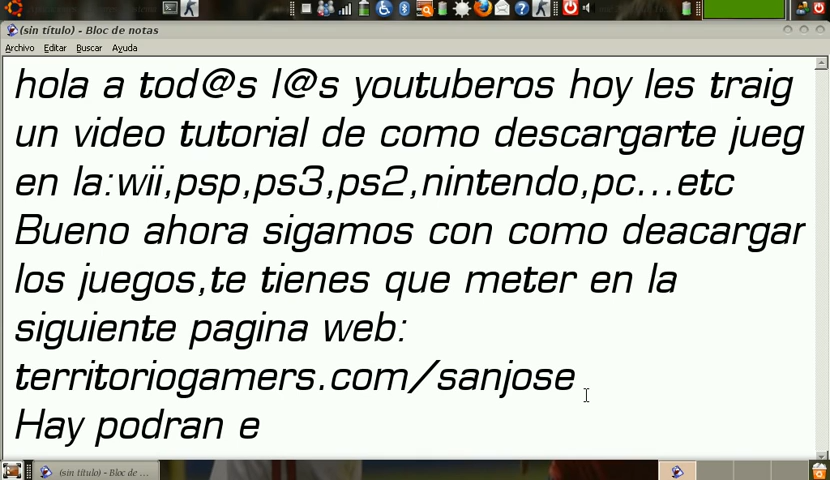 (sin título) - Bloc de notas
Archivo Editar Buscar Ayuda
hola a tod@s l@s youtuberos hoy les traig
un video tutorial de como descargarte jueg
en la:wii,psp,ps3,ps2,nintendo,pc...etc
Bueno ahora sigamos con como deacargar
los juegos,te tienes que meter en la
siguiente pagina web:
territoriogamers.com/sanjose
Hay podran e
(sin título) - Bloc de ...